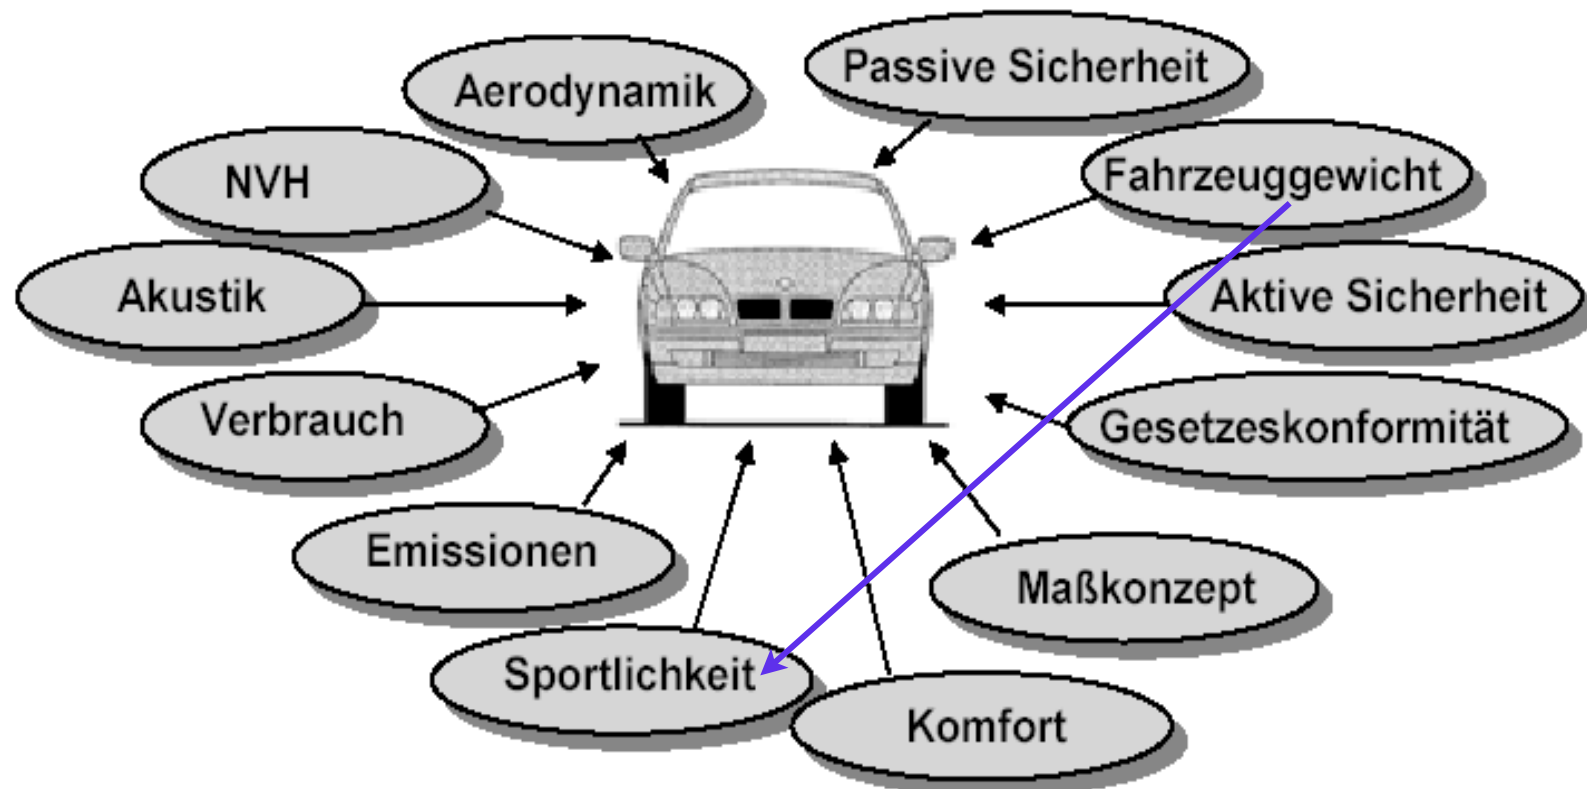 Aerodynamik
Passive Sicherheit
NVH
Fahrzeuggewicht
Akustik
Aktive Sicherheit
Verbrauch
Gesetzeskonformität
Emissionen
Maßkonzept
Sportlichkeit
Komfort